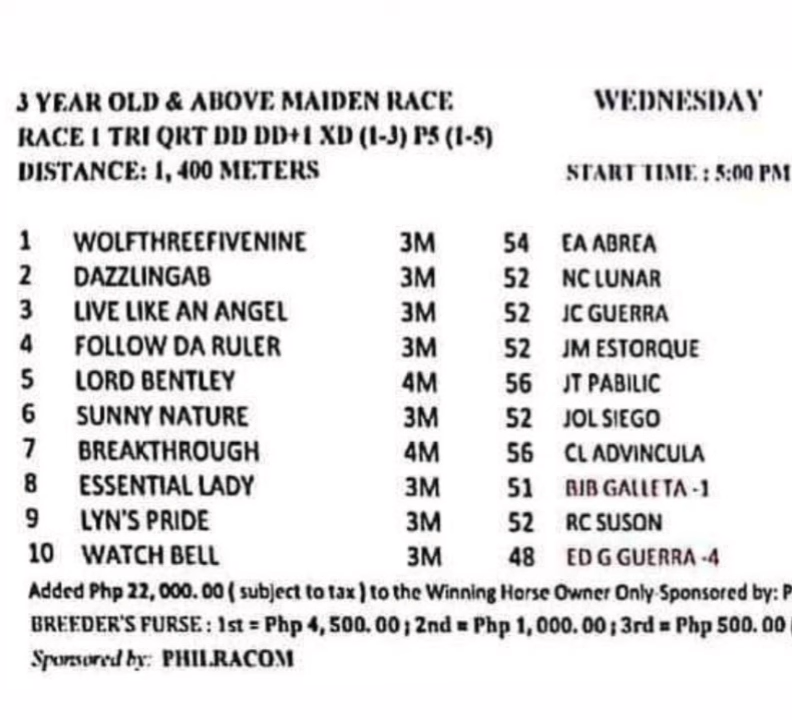 3 YEAR OLD & ABOVE MAIDEN RACE WEDNESDAY
RACE 1 TRI QRT DD DD+1 XD (1-3) P5 (1-5)
DISTANCE: 1, 400 METERS START TIME : 5:00 PM
1 WOLFTHREEFIVENINE 3M 54 EA ABREA
2 DAZZLINGAB 3M 52 NC LUNAR
3 LIVE LIKE AN ANGEL 3M 52 JC GUERRA
4 FOLLOW DA RULER 3M 52 JM ESTORQUE
5 LORD BENTLEY 4M 56 JT PABILIC
6 SUNNY NATURE 3M 52 JOL SIEGO
7 BREAKTHROUGH 4M 56 CL ADVINCULA
8 ESSENTIAL LADY 3M 51 BJB GALLETA -1
9 LYN'S PRIDE 3M 52 RC SUSON
10 WATCH BELL 3M 48 ED G GUERRA -4
Added Php 22, 000. 00 ( subject to tax ) to the Winning Horse Owner Only Sponsored by: P
BREEDER'S FURSE : 1st = Php 4, 500. 00 ; 2nd = Php 1, 000. 00 ; 3rd = Php 500. 00
Sponsored by: PHILRACOM